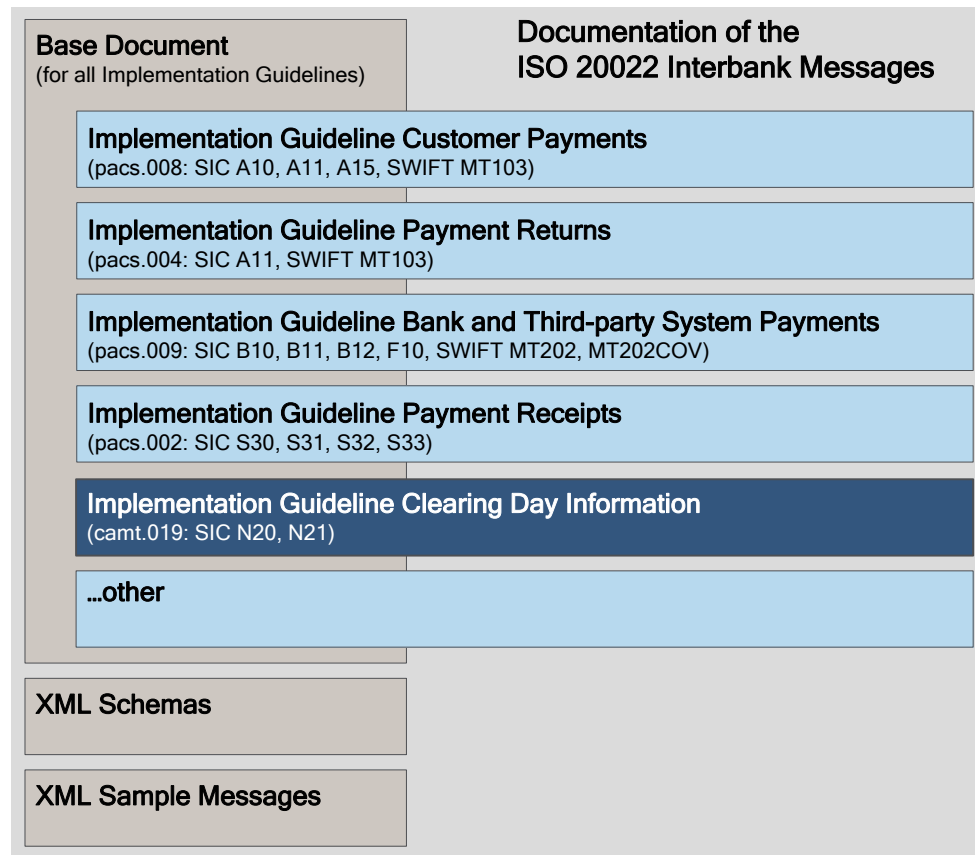 Base Document
(for all Implementation Guidelines)
Documentation of the
ISO 20022 Interbank Messages
Implementation Guideline Customer Payments
(pacs.008: SIC A10, A11, A15, SWIFT MT103)
Implementation Guideline Payment Returns
(pacs.004: SIC A11, SWIFT MT103)
Implementation Guideline Bank and Third-party System Payments
(pacs.009: SIC B10, B11, B12, F10, SWIFT MT202, MT202COV)
Implementation Guideline Payment Receipts
(pacs.002: SIC S30, S31, S32, S33)
Implementation Guideline Clearing Day Information
(camt.019: SIC N20, N21)
...other
XML Schemas
XML Sample Messages